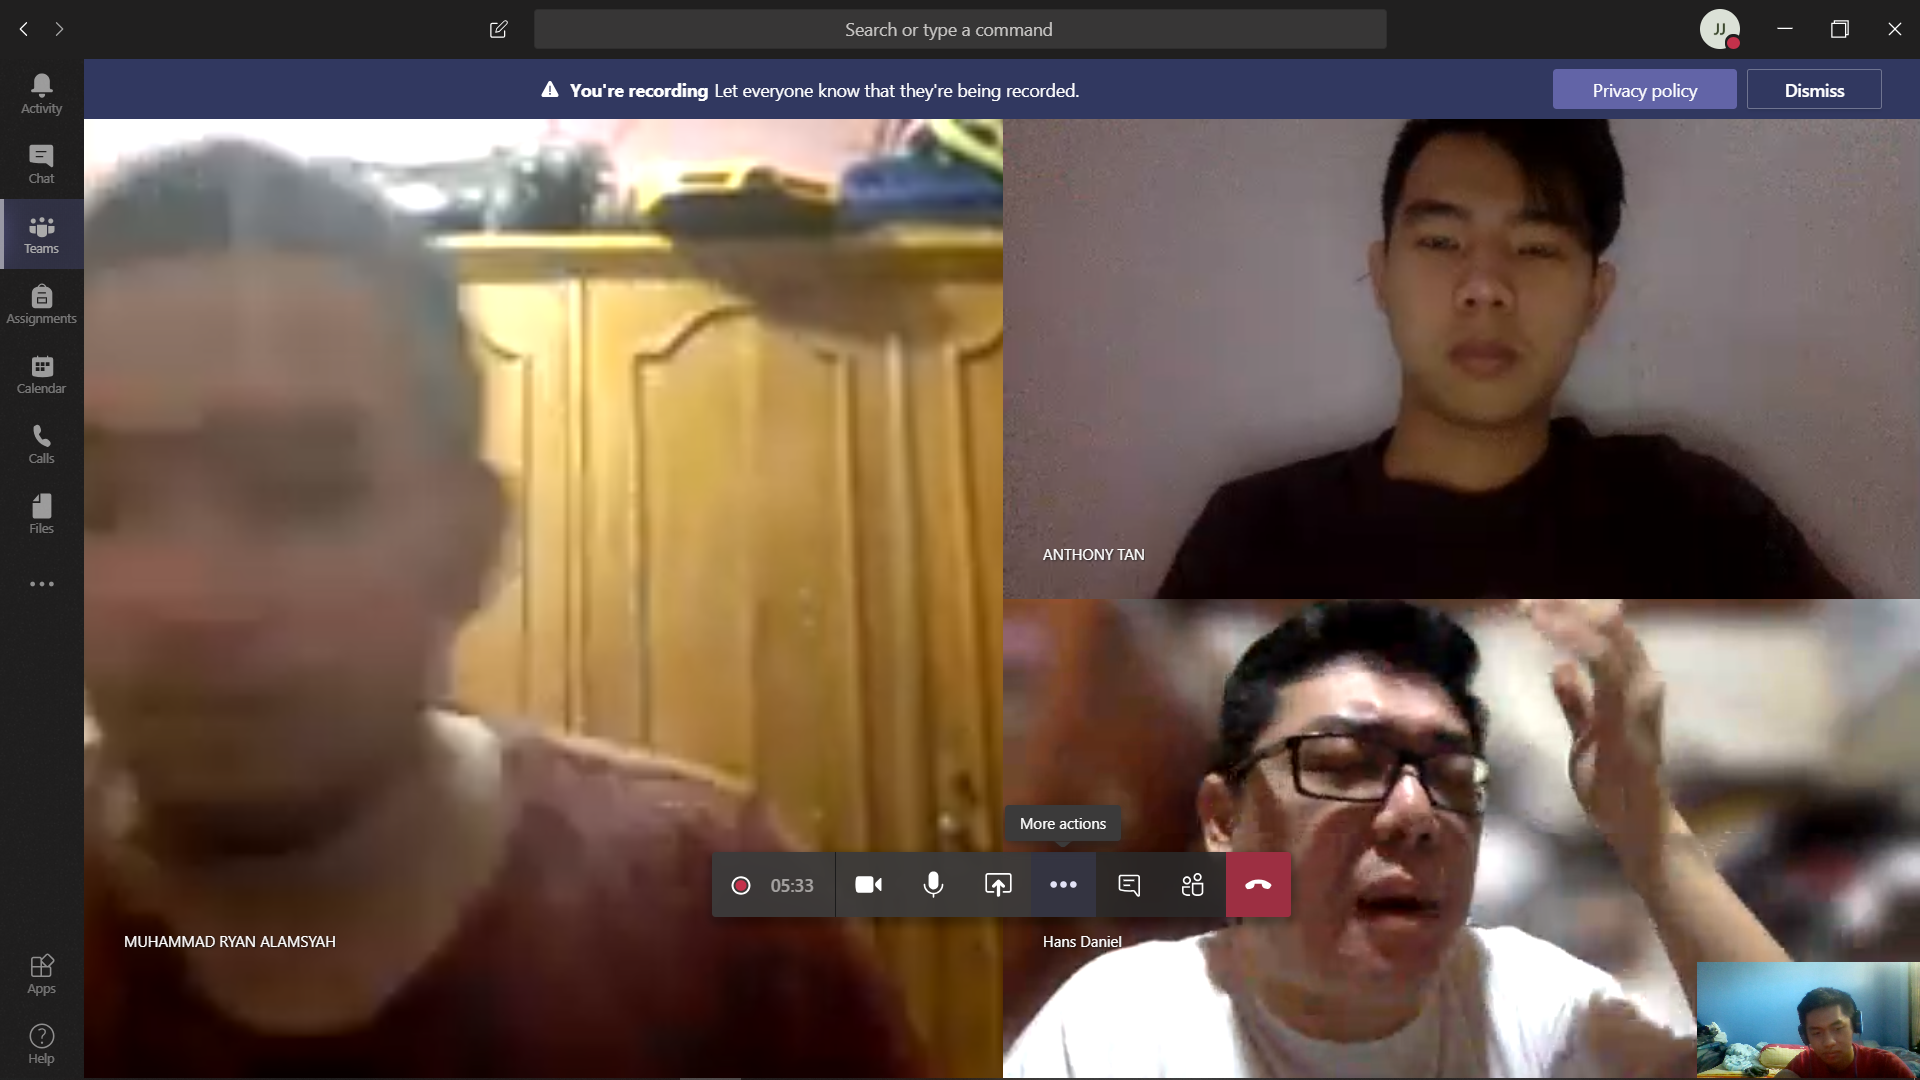 Search or type a command
JJ
You're recording Let everyone know that they're being recorded.
Privacy policy
Dismiss
Activity
Chat
Teams
Assignments
Calendar
Calls
Files
Apps
Help
ANTHONY TAN
More actions
05:33
MUHAMMAD RYAN ALAMSYAH
Hans Daniel